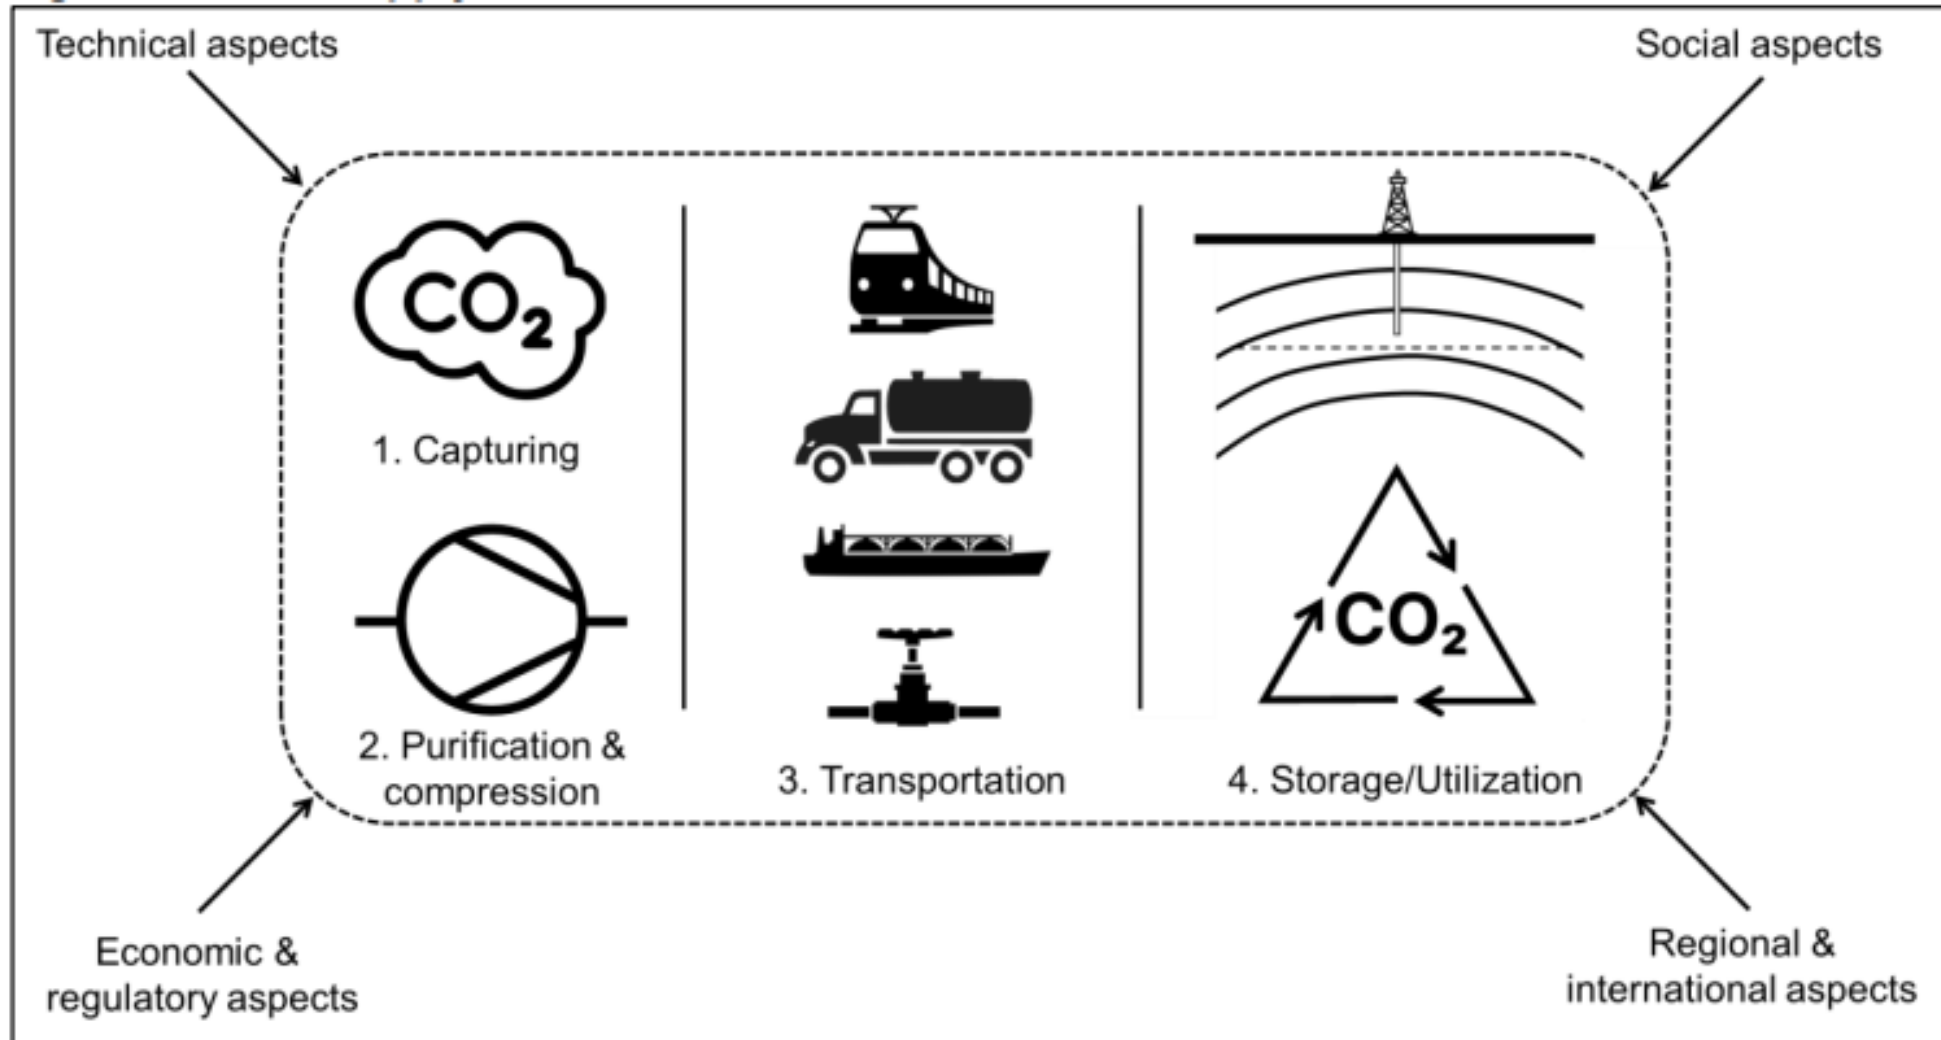 Technical aspects
Social aspects
CO₂
1. Capturing
2. Purification &
compression
3. Transportation
CO₂
4. Storage/Utilization
Economic &
regulatory aspects
Regional &
international aspects